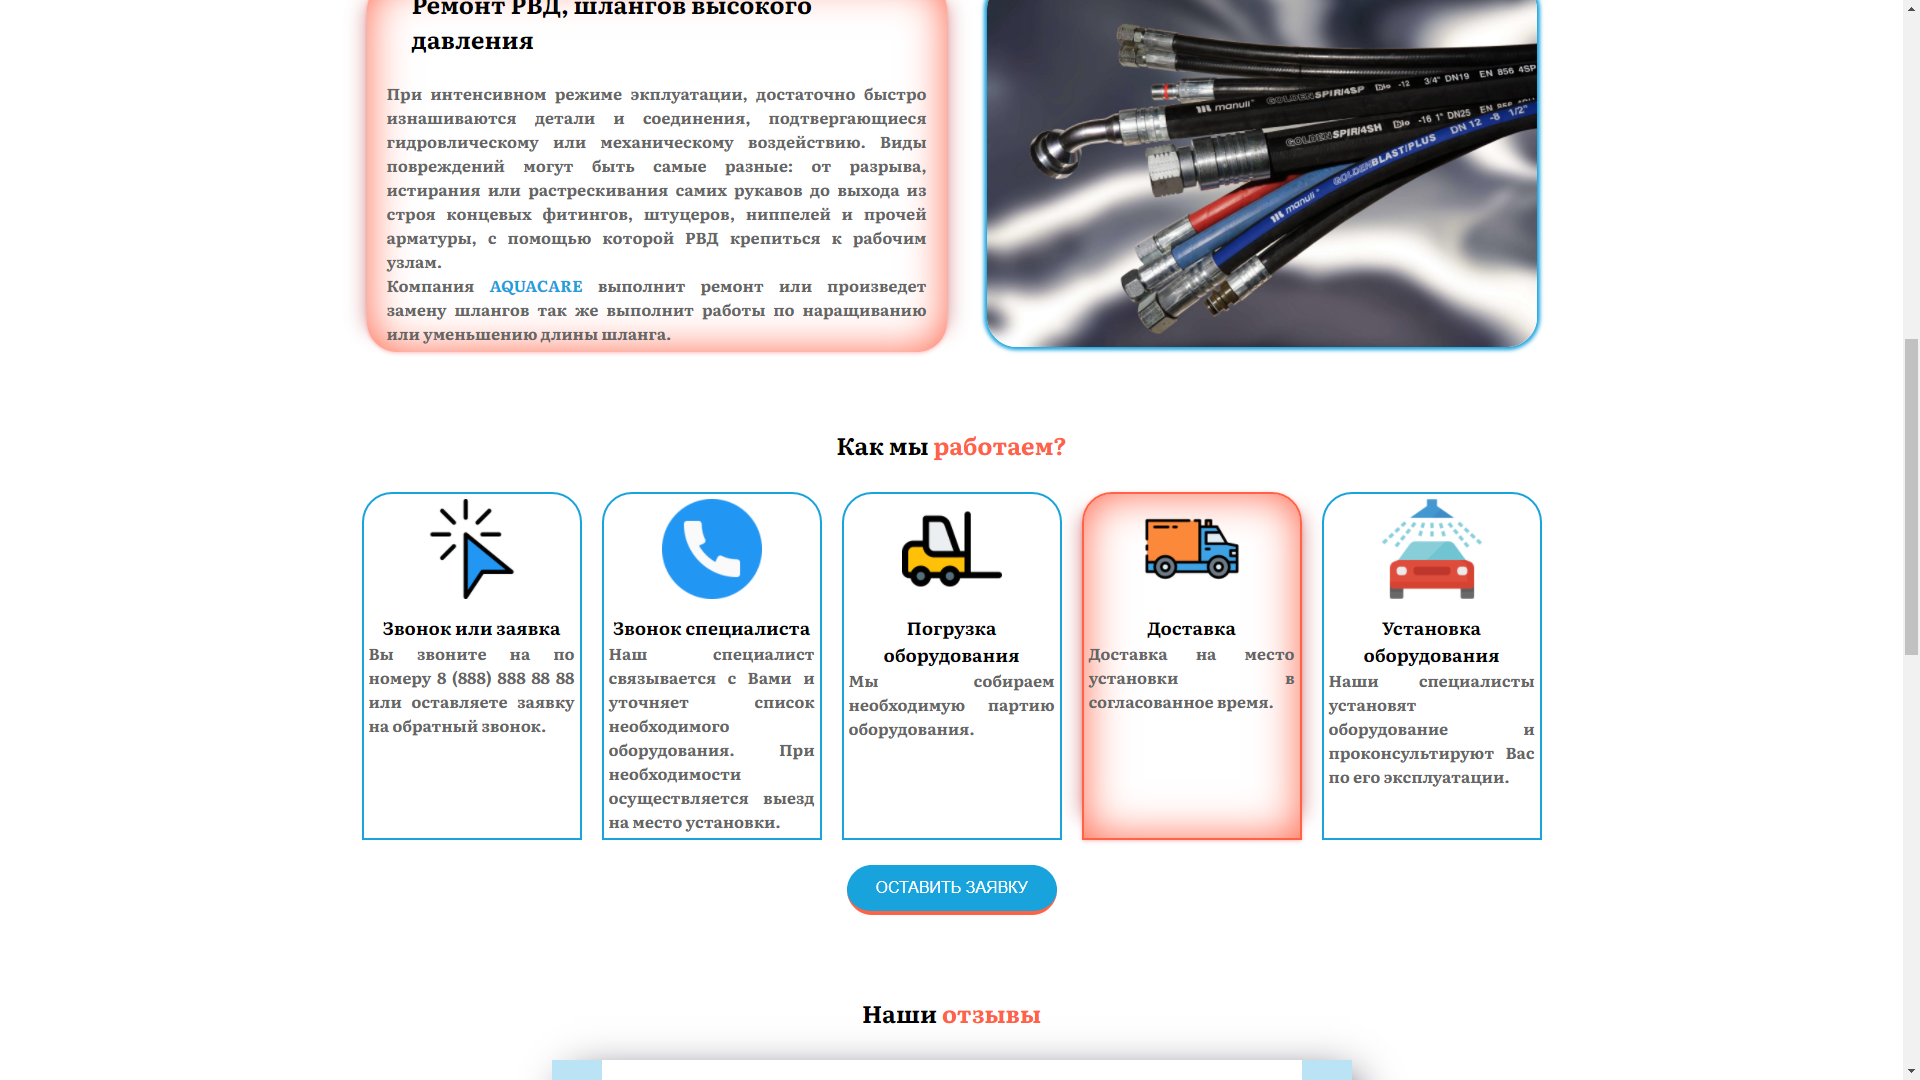 Ремонт РВД, шлангов высокого
давления
При интенсивном режиме экплуатации, достаточно быстро
изнашиваются детали и соединения, подтвергающиеся
гидровлическому или механическому воздействию. Виды
повреждений могут быть самые разные: от разрыва,
истирания или растрескивания самих рукавов до выхода из
строя концевых фитингов, штуцеров, ниппелей и прочей
арматуры, с помощью которой РВД крепиться к рабочим
узлам.
Компания AQUACARE выполнит ремонт или произведет
замену шлангов так же выполнит работы по наращиванию
или уменьшению длины шланга.
manuli GOLDENSPIR/4SP -12 3/4" DN19 EN 856 4SP
GOLDENSPIR/4SH -16 1" DN25 EN 856
manuli GOLDENBLAST/PLUS DN 12 -8 1/2"
Как мы работаем?
Звонок или заявка
Вы звоните на по
номеру 8 (888) 888 88 88
или оставляете заявку
на обратный звонок.
Звонок специалиста
Наш специалист
связывается с Вами и
уточняет список
необходимого
оборудования. При
необходимости
осуществляется выезд
на место установки.
Погрузка
оборудования
Мы собираем
необходимую партию
оборудования.
Доставка
Доставка на место
установки в
согласованное время.
Установка
оборудования
Наши специалисты
установят
оборудование и
проконсультируют Вас
по его эксплуатации.
ОСТАВИТЬ ЗАЯВКУ
Наши отзывы